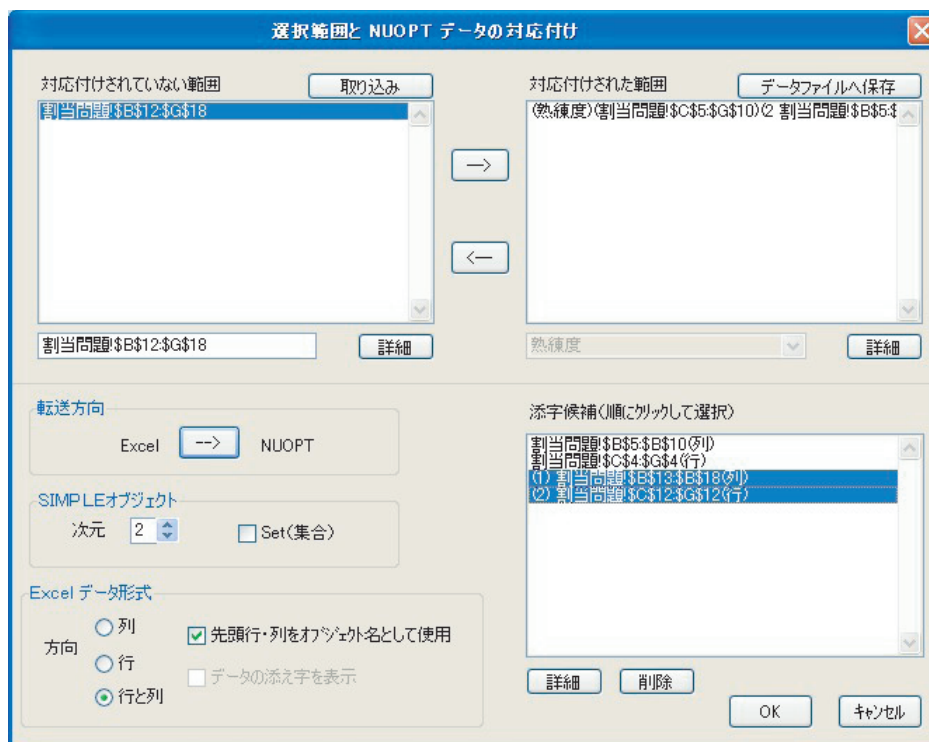 選択範囲と NUOPT データの対応付け
対応付けされていない範囲
取り込み
割当問題!$B$12:$G$18
割当問題!$B$12:$G$18
詳細
-->
<--
対応付けされた範囲
データファイルへ保存
(熟練度)(割当問題!$C$5:$G$10)(2 割当問題!$B$5:$
熟練度
詳細
転送方向
Excel --> NUOPT
SIMPLEオブジェクト
次元 2 Set(集合)
Excel データ形式
方向
列
行
行と列
先頭行・列をオブジェクト名として使用
データの添え字を表示
添字候補(順にクリックして選択)
割当問題!$B$5:$B$10(列)
割当問題!$C$4:$G$4(行)
(1) 割当問題!$B$13:$B$18(列)
(2) 割当問題!$C$12:$G$12(行)
詳細
削除
OK
キャンセル